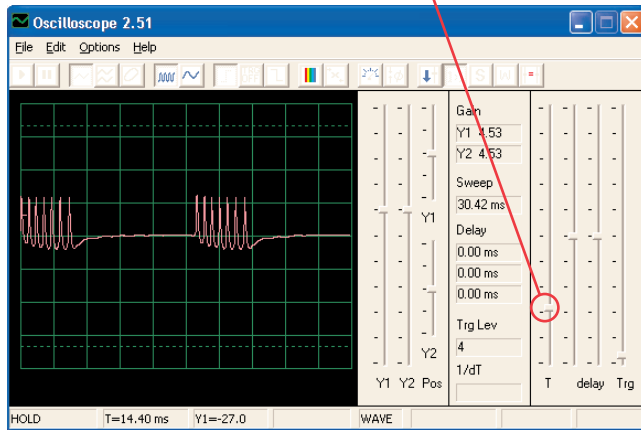 Oscilloscope 2.51
File Edit Options Help
Gain
Y1 4.53
Y2 4.53
Sweep
30.42 ms
Delay
0.00 ms
0.00 ms
0.00 ms
Trg Lev
4
1/dT
Y1
Y2
Y1 Y2 Pos
T delay Trg
HOLD T=14.40 ms Y1=-27.0 WAVE